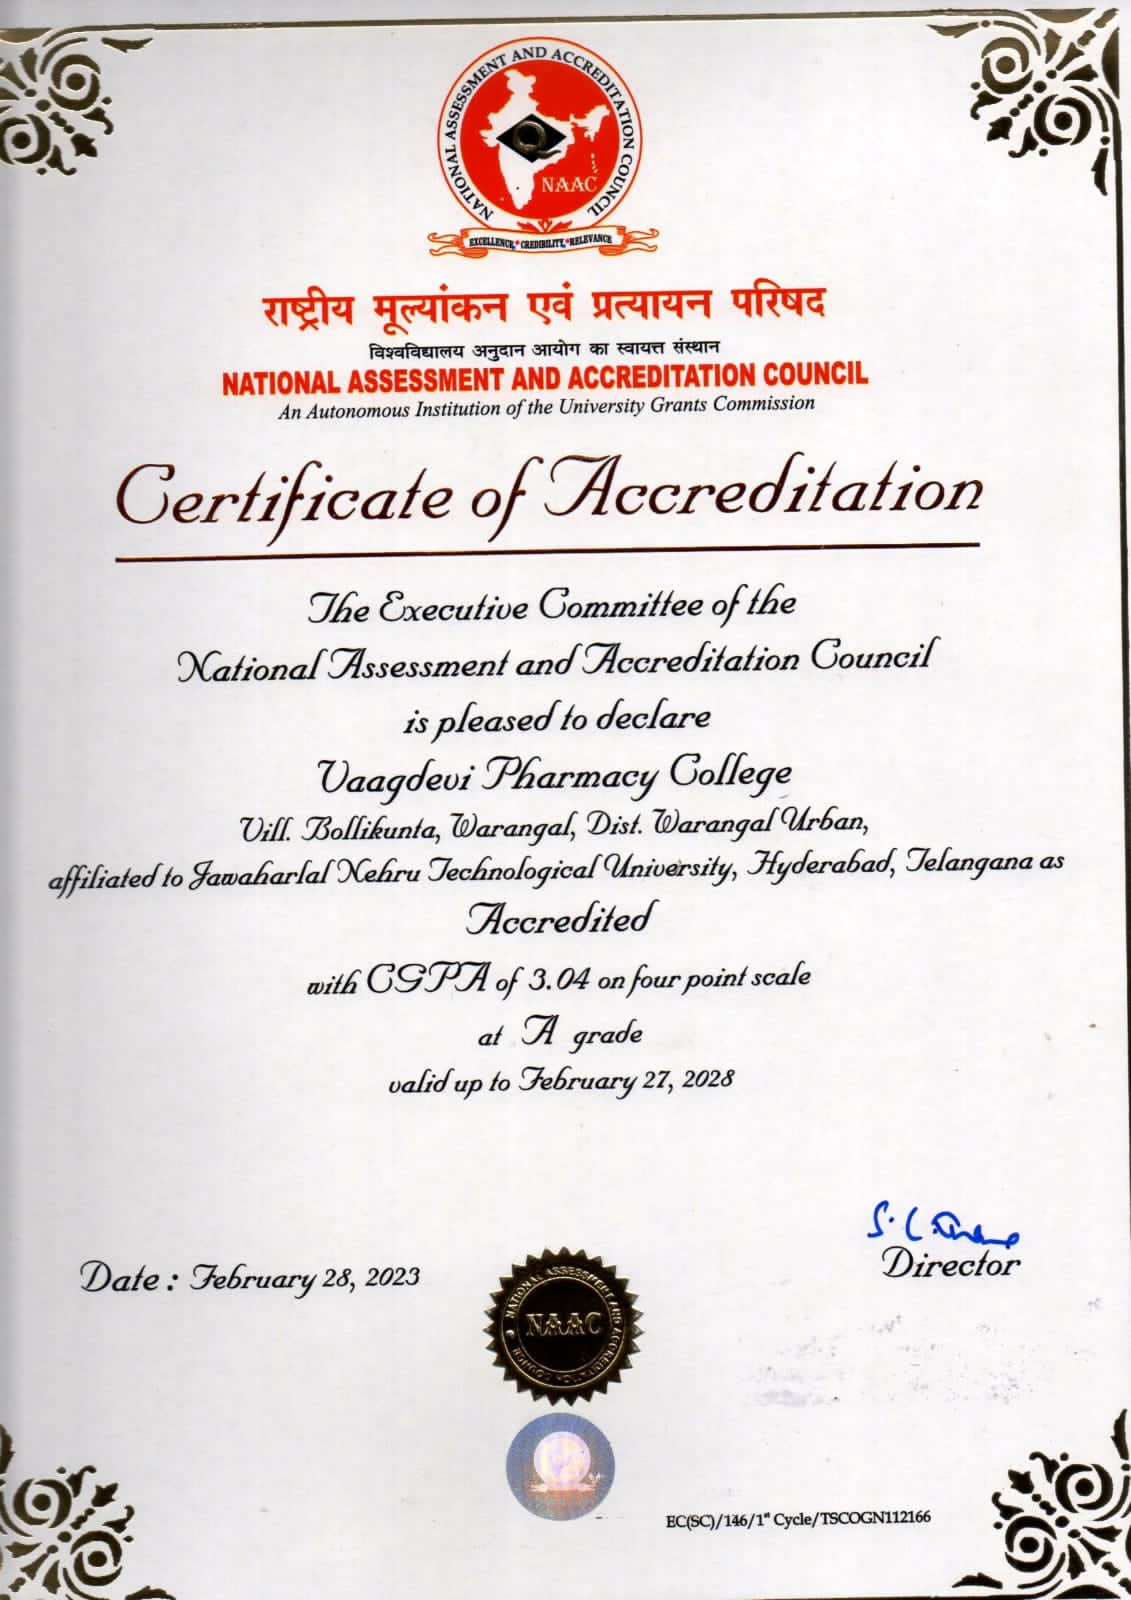 NATIONAL ASSESSMENT AND ACCREDITATION COUNCIL
Q
NAAC
EXCELLENCE * CREDIBILITY * RELEVANCE
राष्ट्रीय मूल्यांकन एवं प्रत्यायन परिषद
विश्वविद्यालय अनुदान आयोग का स्वायत्त संस्थान
NATIONAL ASSESSMENT AND ACCREDITATION COUNCIL
An Autonomous Institution of the University Grants Commission
Certificate of Accreditation
The Executive Committee of the
National Assessment and Accreditation Council
is pleased to declare
Vaagdevi Pharmacy College
Vill. Bollikunta, Warangal, Dist. Warangal Urban,
affiliated to Jawaharlal Nehru Technological University, Hyderabad, Telangana as
Accredited
with CGPA of 3.04 on four point scale
at A grade
valid up to February 27, 2028
Director
Date : February 28, 2023
NATIONAL ASSESSMENT AND ACCREDITATION COUNCIL
NAAC
EC(SC)/146/1st Cycle/TSCOGN112166